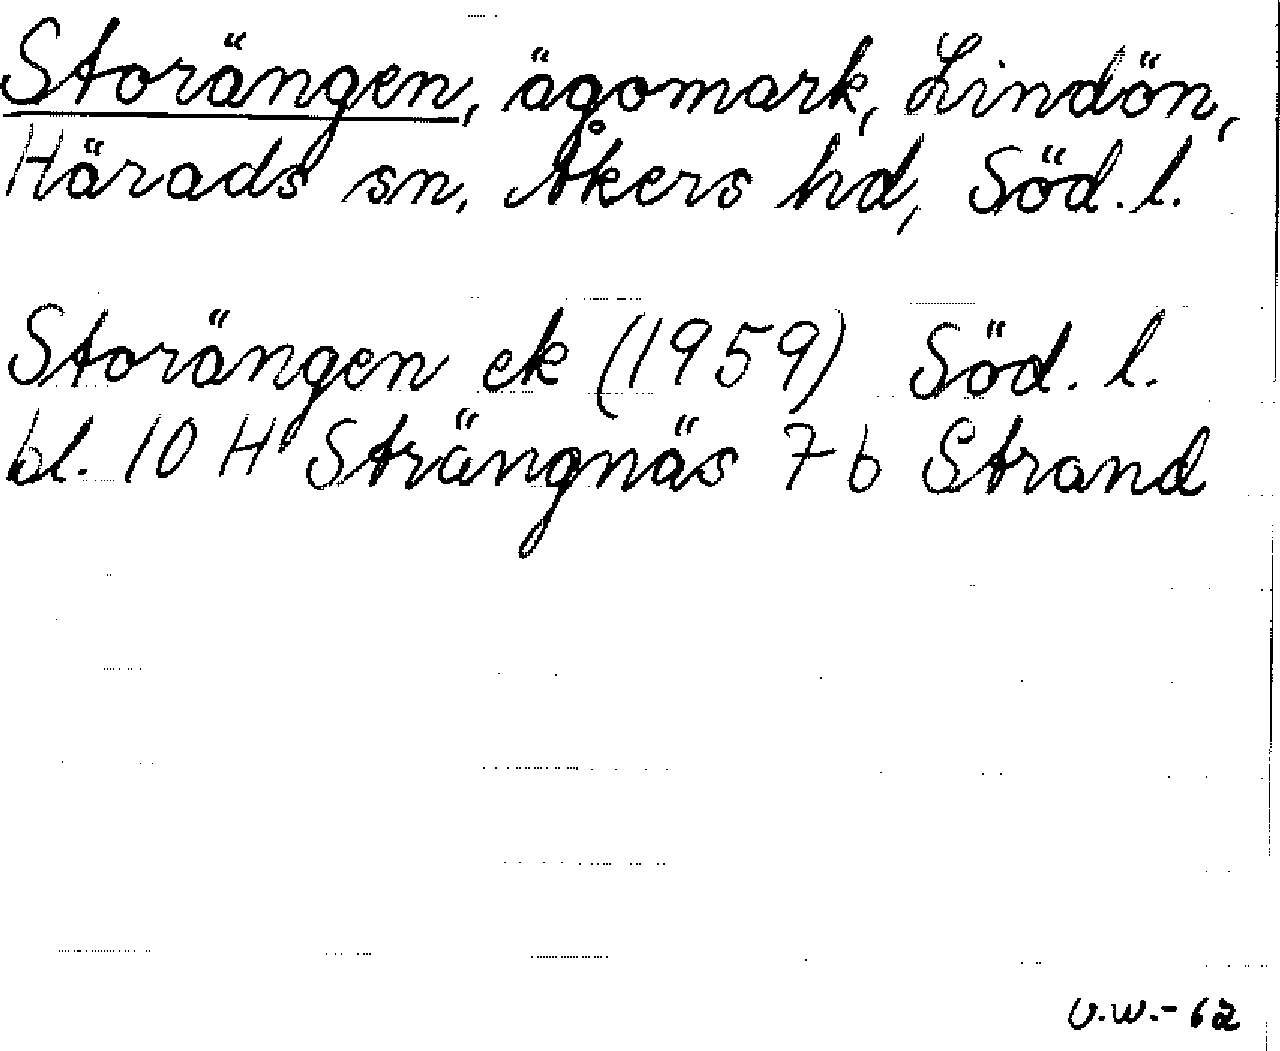 Storängen, ägomark, Lindön,
Härads sn, Åkers hd, Söd. l.
Storängen ek (1959) Söd. l.
bl. 10 H Strängnäs 7 b Strand
U.W.-62